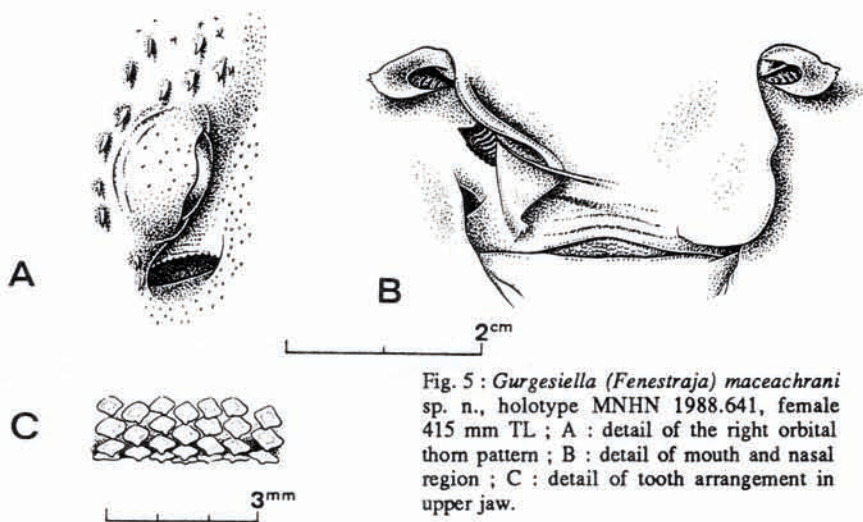 A
B
2cm
C
3mm
Fig. 5 : Gurgesiella (Fenestraja) maceachrani
sp. n., holotype MNHN 1988.641, female
415 mm TL ; A : detail of the right orbital
thorn pattern ; B : detail of mouth and nasal
region ; C : detail of tooth arrangement in
upper jaw.